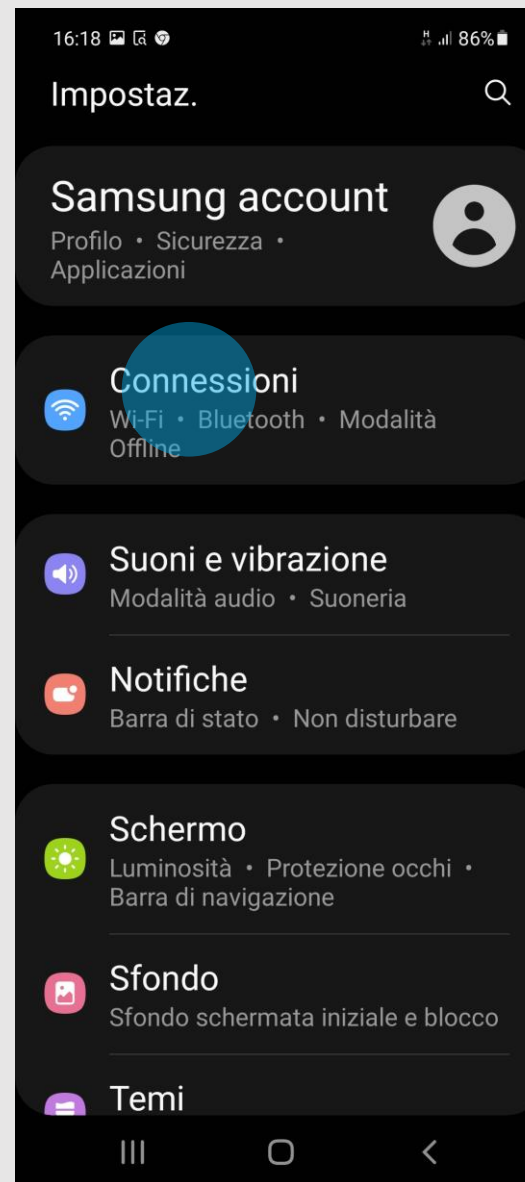 16:18 H 86%
Impostaz.
Samsung account
Profilo • Sicurezza •
Applicazioni
Connessioni
Wi-Fi • Bluetooth • Modalità
Offline
Suoni e vibrazione
Modalità audio • Suoneria
Notifiche
Barra di stato • Non disturbare
Schermo
Luminosità • Protezione occhi •
Barra di navigazione
Sfondo
Sfondo schermata iniziale e blocco
Temi